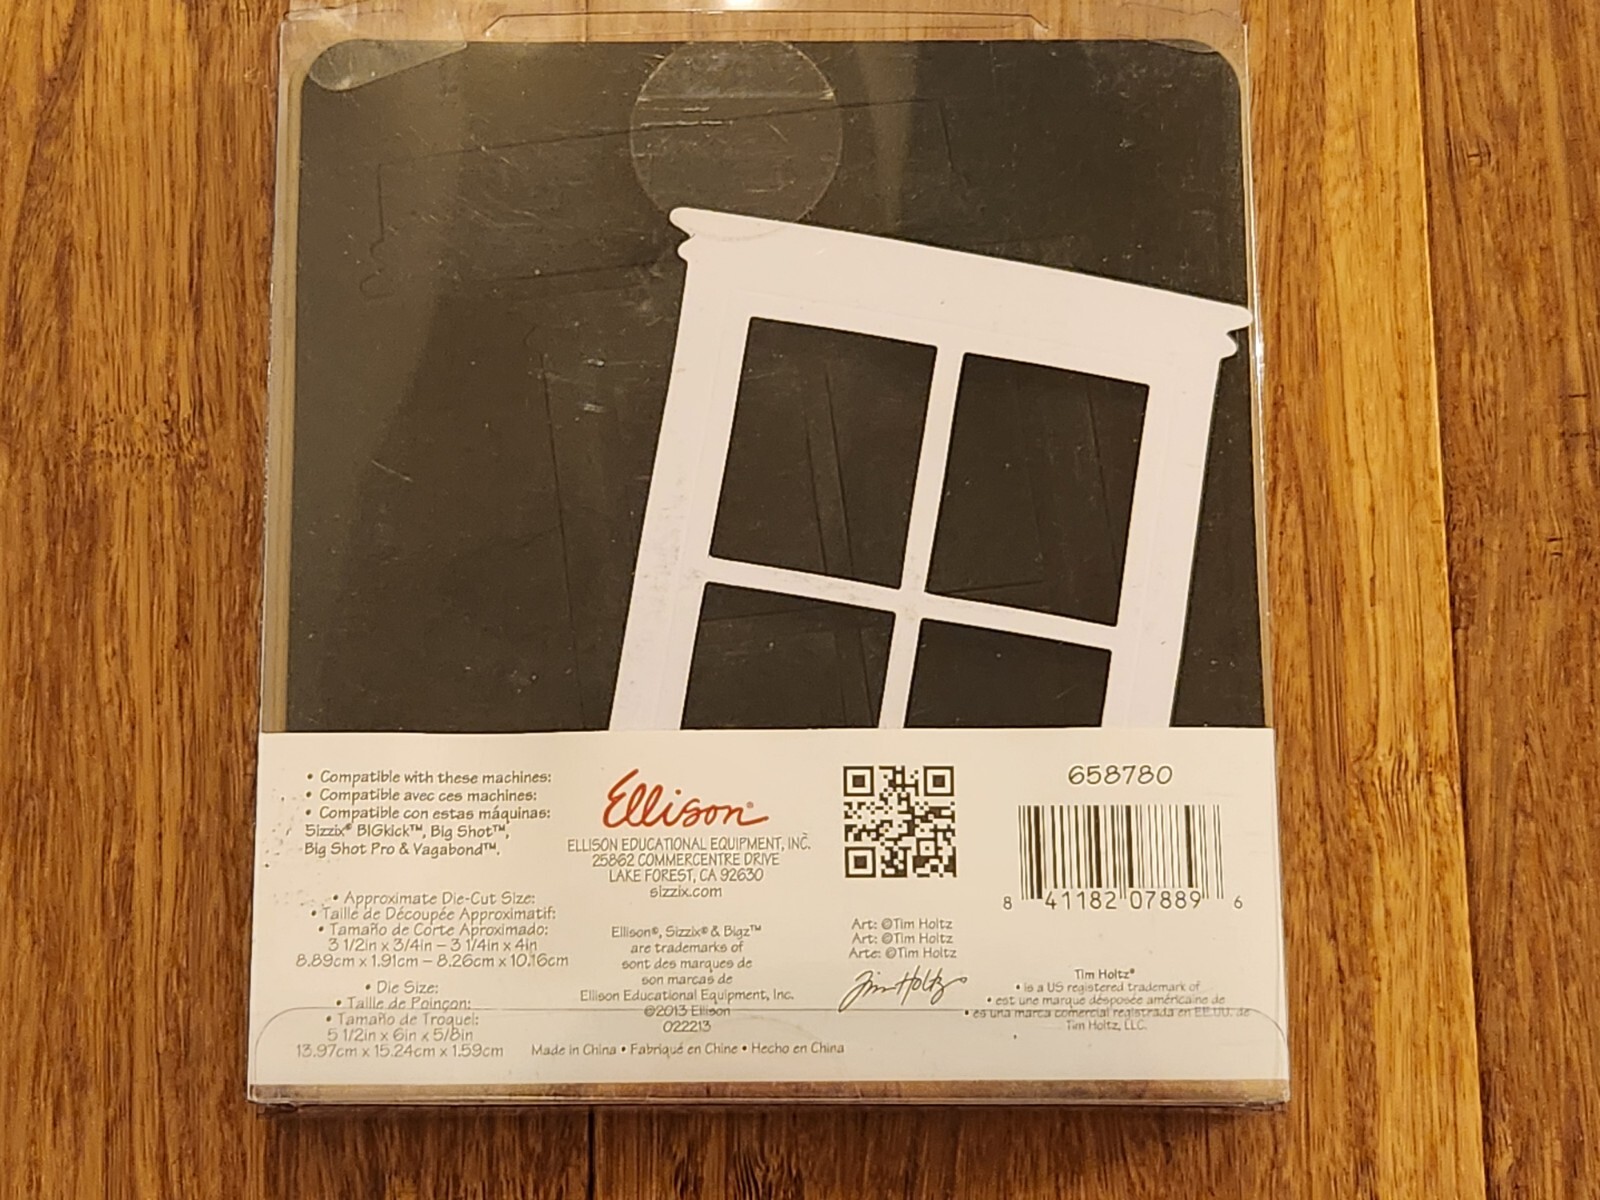 • Compatible with these machines:
• Compatible avec ces machines:
• Compatible con estas máquinas:
Sizzix® BIGkick™, Big Shot™,
Big Shot Pro & Vagabond™.
• Approximate Die-Cut Size:
• Taille de Découpée Approximatif:
• Tamaño de Corte Aproximado:
3 1/2in x 3/4in – 3 1/4in x 4in
8.89cm x 1.91cm – 8.26cm x 10.16cm
• Die Size:
• Taille de Poinçon:
• Tamaño de Troquel:
5 1/2in x 6in x 5/8in
13.97cm x 15.24cm x 1.59cm
Ellison®
ELLISON EDUCATIONAL EQUIPMENT, INC.
25862 COMMERCENTRE DRIVE
LAKE FOREST, CA 92630
sizzix.com
Ellison®, Sizzix® & Bigz™
are trademarks of
sont des marques de
son marcas de
Ellison Educational Equipment, Inc.
©2013 Ellison
022213
Made in China • Fabriqué en Chine • Hecho en China
Art: ©Tim Holtz
Art: ©Tim Holtz
Arte: ©Tim Holtz
Tim Holtz
658780
8 41182 07889 6
Tim Holtz®
• is a US registered trademark of
• est une marque désposée américaine de
• es una marca comercial registrada en EE.UU. de
Tim Holtz, LLC.